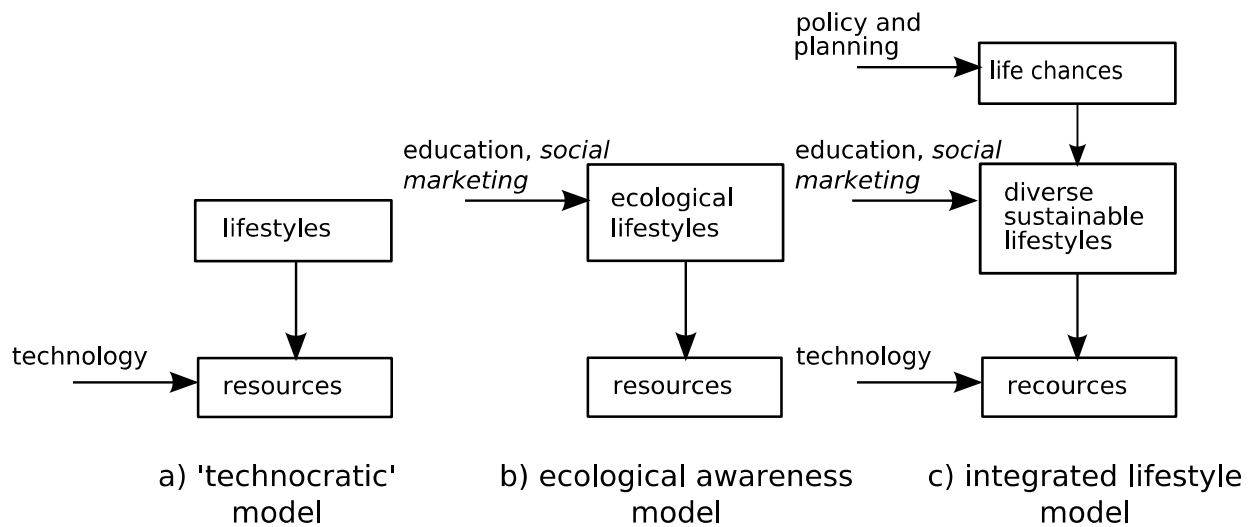 lifestyles
technology
resources
a) 'technocratic'
model
education, social
marketing
ecological
lifestyles
resources
b) ecological awareness
model
policy and
planning
life chances
education, social
marketing
diverse
sustainable
lifestyles
technology
recources
c) integrated lifestyle
model